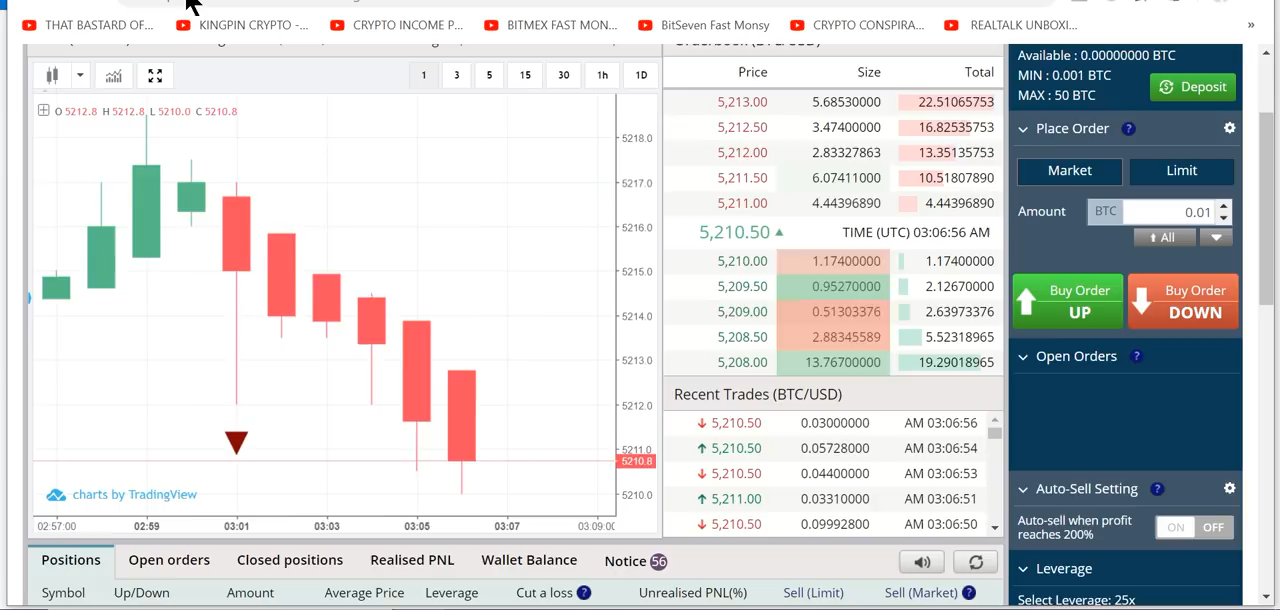 THAT BASTARD OF...
KINGPIN CRYPTO -...
CRYPTO INCOME P...
BITMEX FAST MON...
BitSeven Fast Monsy
CRYPTO CONSPIRA...
REALTALK UNBOXI...
»
1 3 5 15 30 1h 1D
O 5212.8 H 5212.8 L 5210.0 C 5210.8
5218.0
5217.0
5216.0
5215.0
5214.0
5213.0
5212.0
5211.0
5210.8
5210.0
charts by TradingView
02:57:00 02:59 03:01 03:03 03:05 03:07 03:09:00
Orderbook (BTC/USD)
Price Size Total
5,213.00 5.68530000 22.51065753
5,212.50 3.47400000 16.82535753
5,212.00 2.83327863 13.35135753
5,211.50 6.07411000 10.51807890
5,211.00 4.44396890 4.44396890
5,210.50 TIME (UTC) 03:06:56 AM
5,210.00 1.17400000 1.17400000
5,209.50 0.95270000 2.12670000
5,209.00 0.51303376 2.63973376
5,208.50 2.88345589 5.52318965
5,208.00 13.76700000 19.29018965
Recent Trades (BTC/USD)
5,210.50 0.03000000 AM 03:06:56
5,210.50 0.05728000 AM 03:06:54
5,210.50 0.04400000 AM 03:06:53
5,211.00 0.03310000 AM 03:06:51
5,210.50 0.09992800 AM 03:06:50
Available : 0.00000000 BTC
MIN : 0.001 BTC
MAX : 50 BTC
Deposit
Place Order ?
Market Limit
Amount BTC 0.01
All
Buy Order UP
Buy Order DOWN
Open Orders ?
Auto-Sell Setting ?
Auto-sell when profit
reaches 200%
ON OFF
Leverage
Select Leverage: 25x
Positions Open orders Closed positions Realised PNL Wallet Balance Notice 56
Symbol Up/Down Amount Average Price Leverage Cut a loss ? Unrealised PNL(%) Sell (Limit) Sell (Market) ?